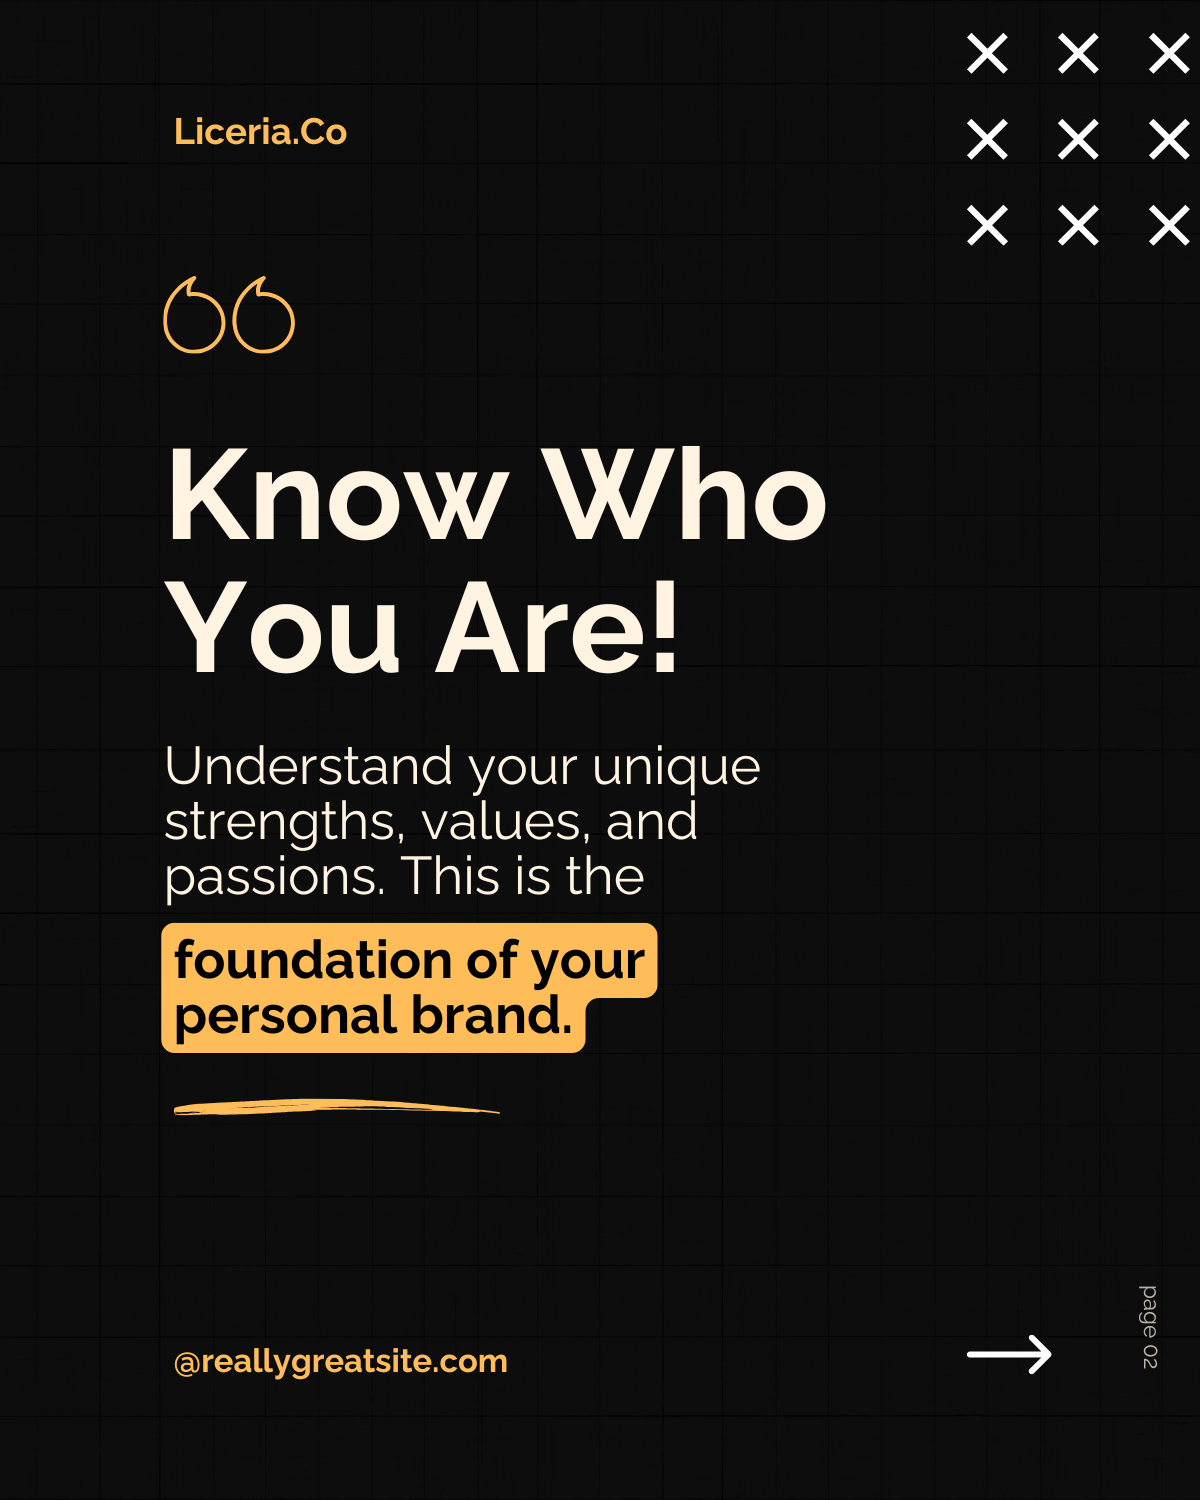 Liceria.Co
Know Who
You Are!
Understand your unique
strengths, values, and
passions. This is the
foundation of your
personal brand.
@reallygreatsite.com
page 02